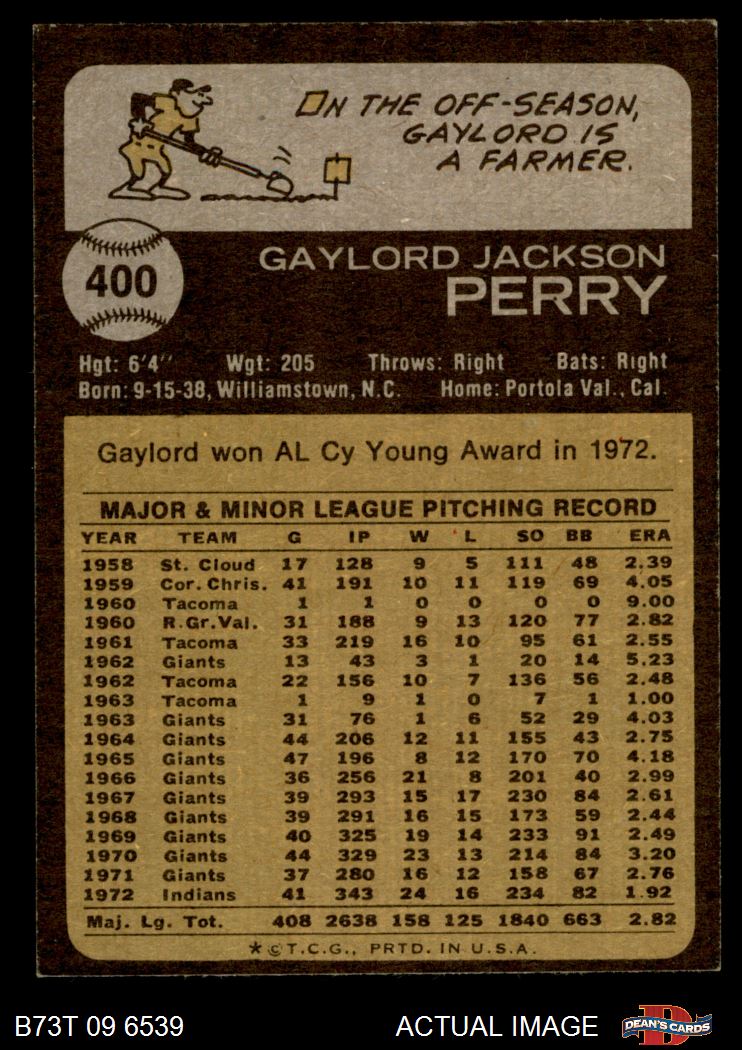 ON THE OFF-SEASON,
GAYLORD IS
A FARMER.
400
GAYLORD JACKSON
PERRY
Hgt: 6'4" Wgt: 205 Throws: Right Bats: Right
Born: 9-15-38, Williamstown, N.C. Home: Portola Val., Cal.
Gaylord won AL Cy Young Award in 1972.
MAJOR & MINOR LEAGUE PITCHING RECORD
YEAR TEAM G IP W L SO BB ERA
1958 St. Cloud 17 128 9 5 111 48 2.39
1959 Cor. Chris. 41 191 10 11 119 69 4.05
1960 Tacoma 1 1 0 0 0 0 9.00
1960 R.Gr.Val. 31 188 9 13 120 77 2.82
1961 Tacoma 33 219 16 10 95 61 2.55
1962 Giants 13 43 3 1 20 14 5.23
1962 Tacoma 22 156 10 7 136 56 2.48
1963 Tacoma 1 9 1 0 7 1 1.00
1963 Giants 31 76 1 6 52 29 4.03
1964 Giants 44 206 12 11 155 43 2.75
1965 Giants 47 196 8 12 170 70 4.18
1966 Giants 36 256 21 8 201 40 2.99
1967 Giants 39 293 15 17 230 84 2.61
1968 Giants 39 291 16 15 173 59 2.44
1969 Giants 40 325 19 14 233 91 2.49
1970 Giants 44 329 23 13 214 84 3.20
1971 Giants 37 280 16 12 158 67 2.76
1972 Indians 41 343 24 16 234 82 1.92
Maj. Lg. Tot. 408 2638 158 125 1840 663 2.82
★©T.C.G., PRTD. IN U.S.A.
B73T 09 6539 ACTUAL IMAGE D DEAN'S CARDS